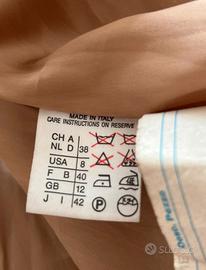 MADE IN ITALY
CARE INSTRUCTIONS ON RESERVE
CH A
NL D 38
USA 8
F B 40
GB 12
J I 42
P
subito